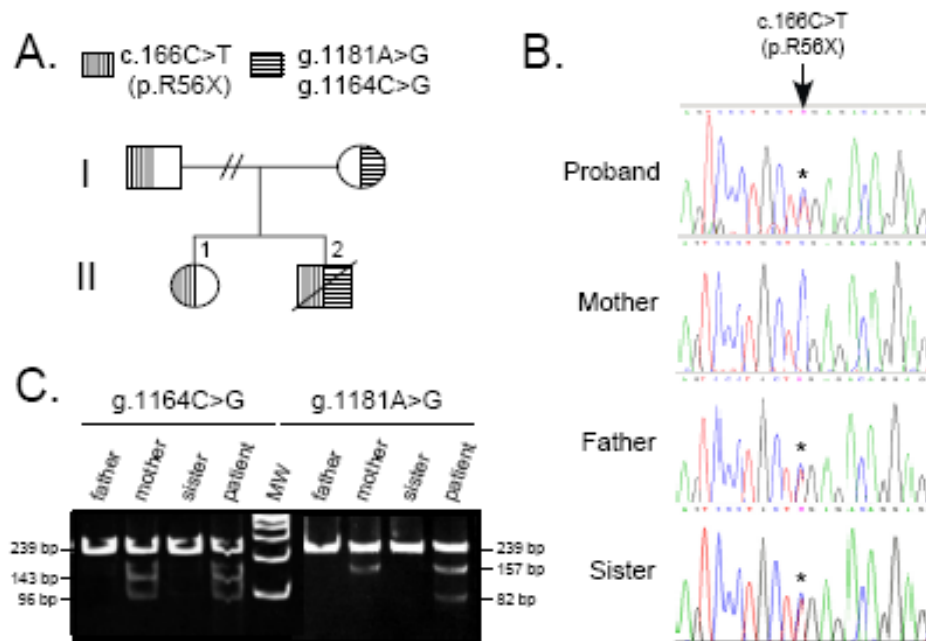 A.
c.166C>T
(p.R56X)
g.1181A>G
g.1164C>G
I
II
1
2
B.
c.166C>T
(p.R56X)
Proband
*
Mother
Father
*
Sister
*
C.
g.1164C>G
g.1181A>G
father
mother
sister
patient
MW
father
mother
sister
patient
239 bp
143 bp
96 bp
239 bp
157 bp
82 bp